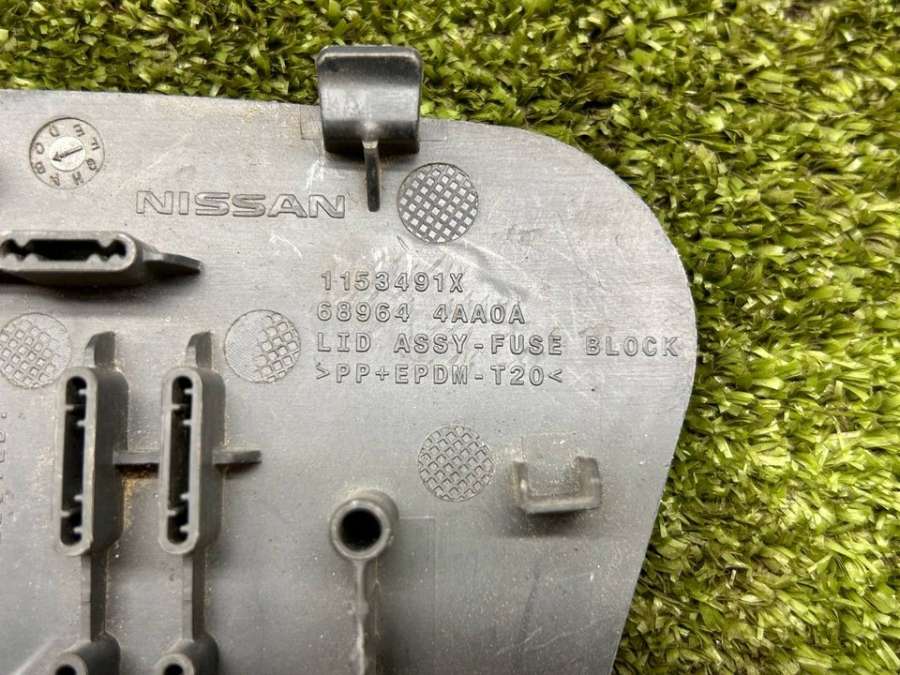 NISSAN
1153491X
68964 4AA0A
LID ASSY-FUSE BLOCK
>PP+EPDM-T20<